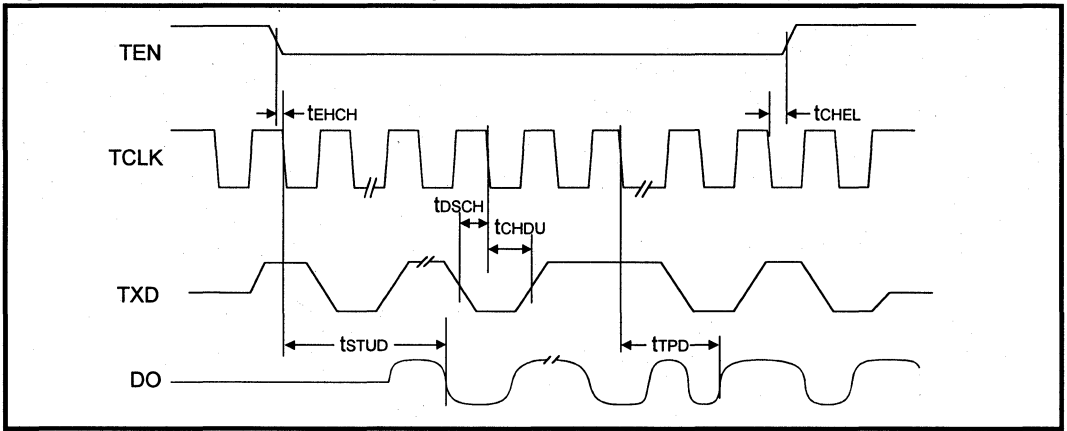 TEN
tEHCH
tCHEL
TCLK
tDSCH
tCHDU
TXD
tSTUD
tTPD
DO